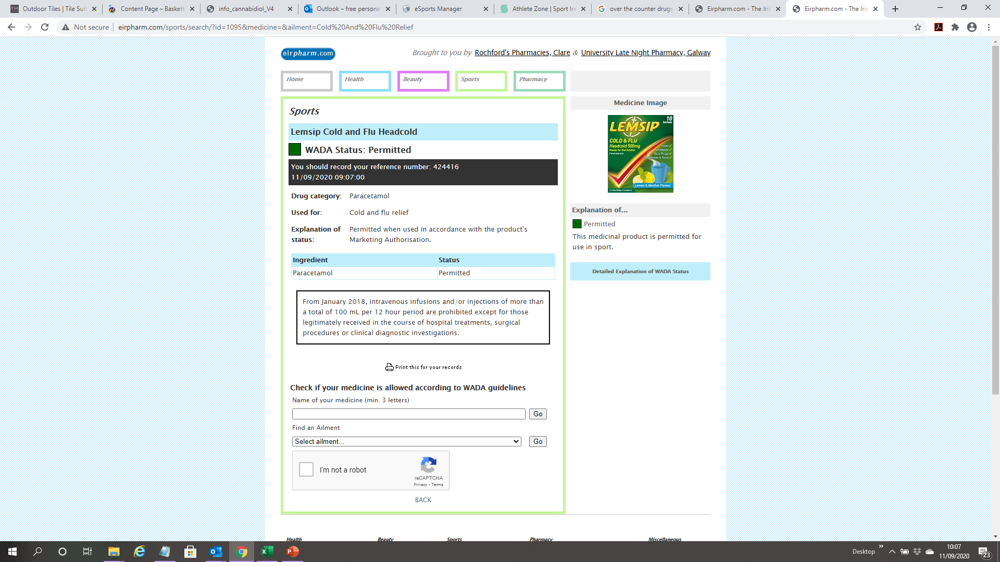 Outdoor Tiles | Tile Suit
Content Page – Basketb
info_cannabidiol_V4
Outlook – free persona
eSports Manager
Athlete Zone | Sport Ire
over the counter drugs
Eirpharm.com - The Iris
Eirpharm.com - The Iris
Not secure
eirpharm.com/sports/search/?id=1095&medicine=&ailment=Cold%20And%20Flu%20Relief
eirpharm.com
Brought to you by Rochford's Pharmacies, Clare & University Late Night Pharmacy, Galway
Home
Health
Beauty
Sports
Pharmacy
Sports
Lemsip Cold and Flu Headcold
WADA Status: Permitted
You should record your reference number: 424416
11/09/2020 09:07:00
Drug category: Paracetamol
Used for: Cold and flu relief
Explanation of status: Permitted when used in accordance with the product's
Marketing Authorisation.
Ingredient Status
Paracetamol Permitted
From January 2018, intravenous infusions and/or injections of more than
a total of 100 mL per 12 hour period are prohibited except for those
legitimately received in the course of hospital treatments, surgical
procedures or clinical diagnostic investigations.
Print this for your records
Check if your medicine is allowed according to WADA guidelines
Name of your medicine (min. 3 letters)
Go
Find an Ailment
Select ailment...
Go
I'm not a robot
reCAPTCHA
Privacy - Terms
BACK
Medicine Image
10
Sachets
LEMSIP
COLD & FLU
Headcold 500mg
Powder for Oral Solution
Paracetamol
Fever
Headache
Sore Throat
Lemon & Menthol Flavour
Explanation of...
Permitted
This medicinal product is permitted for
use in sport.
Detailed Explanation of WADA Status
Health
Beauty
Sports
Pharmacy
Miscellaneous
Desktop
10:07
11/09/2020
23